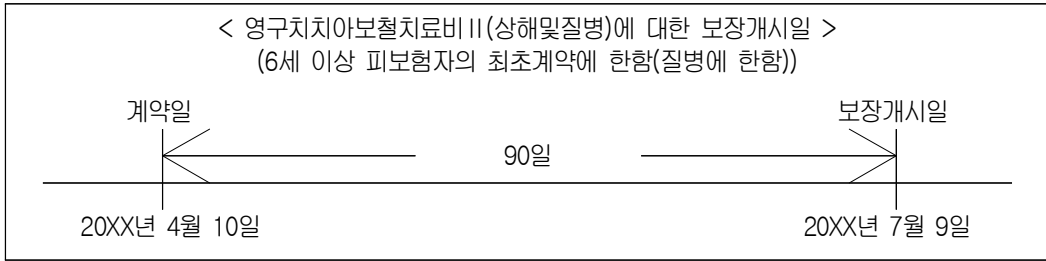 < 영구치치아보철치료비Ⅱ(상해및질병)에 대한 보장개시일 >
(6세 이상 피보험자의 최초계약에 한함(질병에 한함))
계약일 보장개시일
90일
20XX년 4월 10일 20XX년 7월 9일